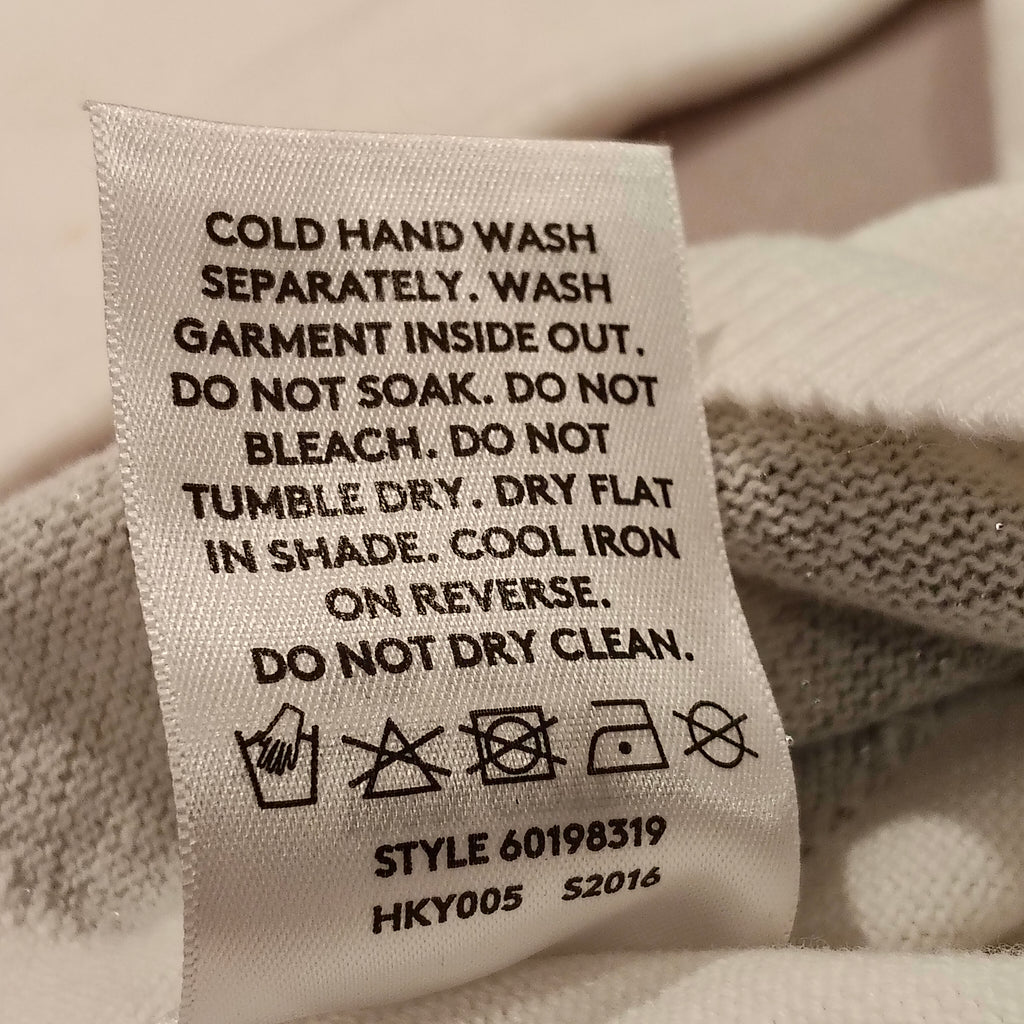 COLD HAND WASH
SEPARATELY. WASH
GARMENT INSIDE OUT.
DO NOT SOAK. DO NOT
BLEACH. DO NOT
TUMBLE DRY. DRY FLAT
IN SHADE. COOL IRON
ON REVERSE.
DO NOT DRY CLEAN.
STYLE 60198319
HKY005 S2016